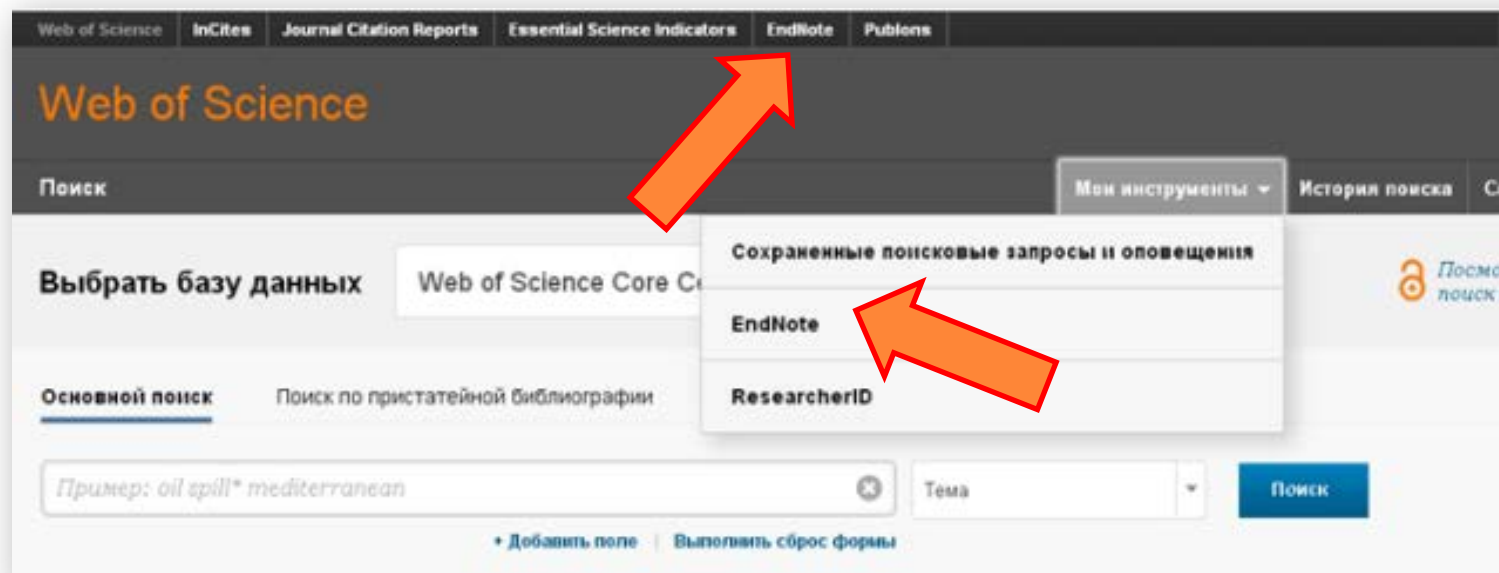 Web of Science InCites Journal Citation Reports Essential Science Indicators EndNote Publons
Web of Science
Поиск Мои инструменты История поиска
Сохраненные поисковые запросы и оповещения
Выбрать базу данных Web of Science Core
поиск
EndNote
Основной поиск Поиск по пристатейной библиографии ResearcherID
Пример: oil spill* mediterranean Тема Поиск
+ Добавить поле | Выполнить сброс формы